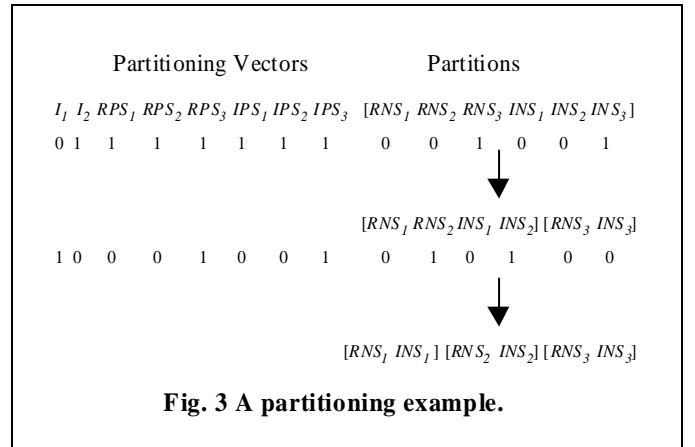 Partitioning Vectors Partitions
I1 I2 RPS1 RPS2 RPS3 IPS1 IPS2 IPS3 [RNS1 RNS2 RNS3 INS1 INS2 INS3]
0 1 1 1 1 1 1 1 0 0 1 0 0 1
[RNS1 RNS2 INS1 INS2] [RNS3 INS3]
1 0 0 0 1 0 0 1 0 1 0 1 0 0
[RNS1 INS1] [RNS2 INS2] [RNS3 INS3]
Fig. 3 A partitioning example.